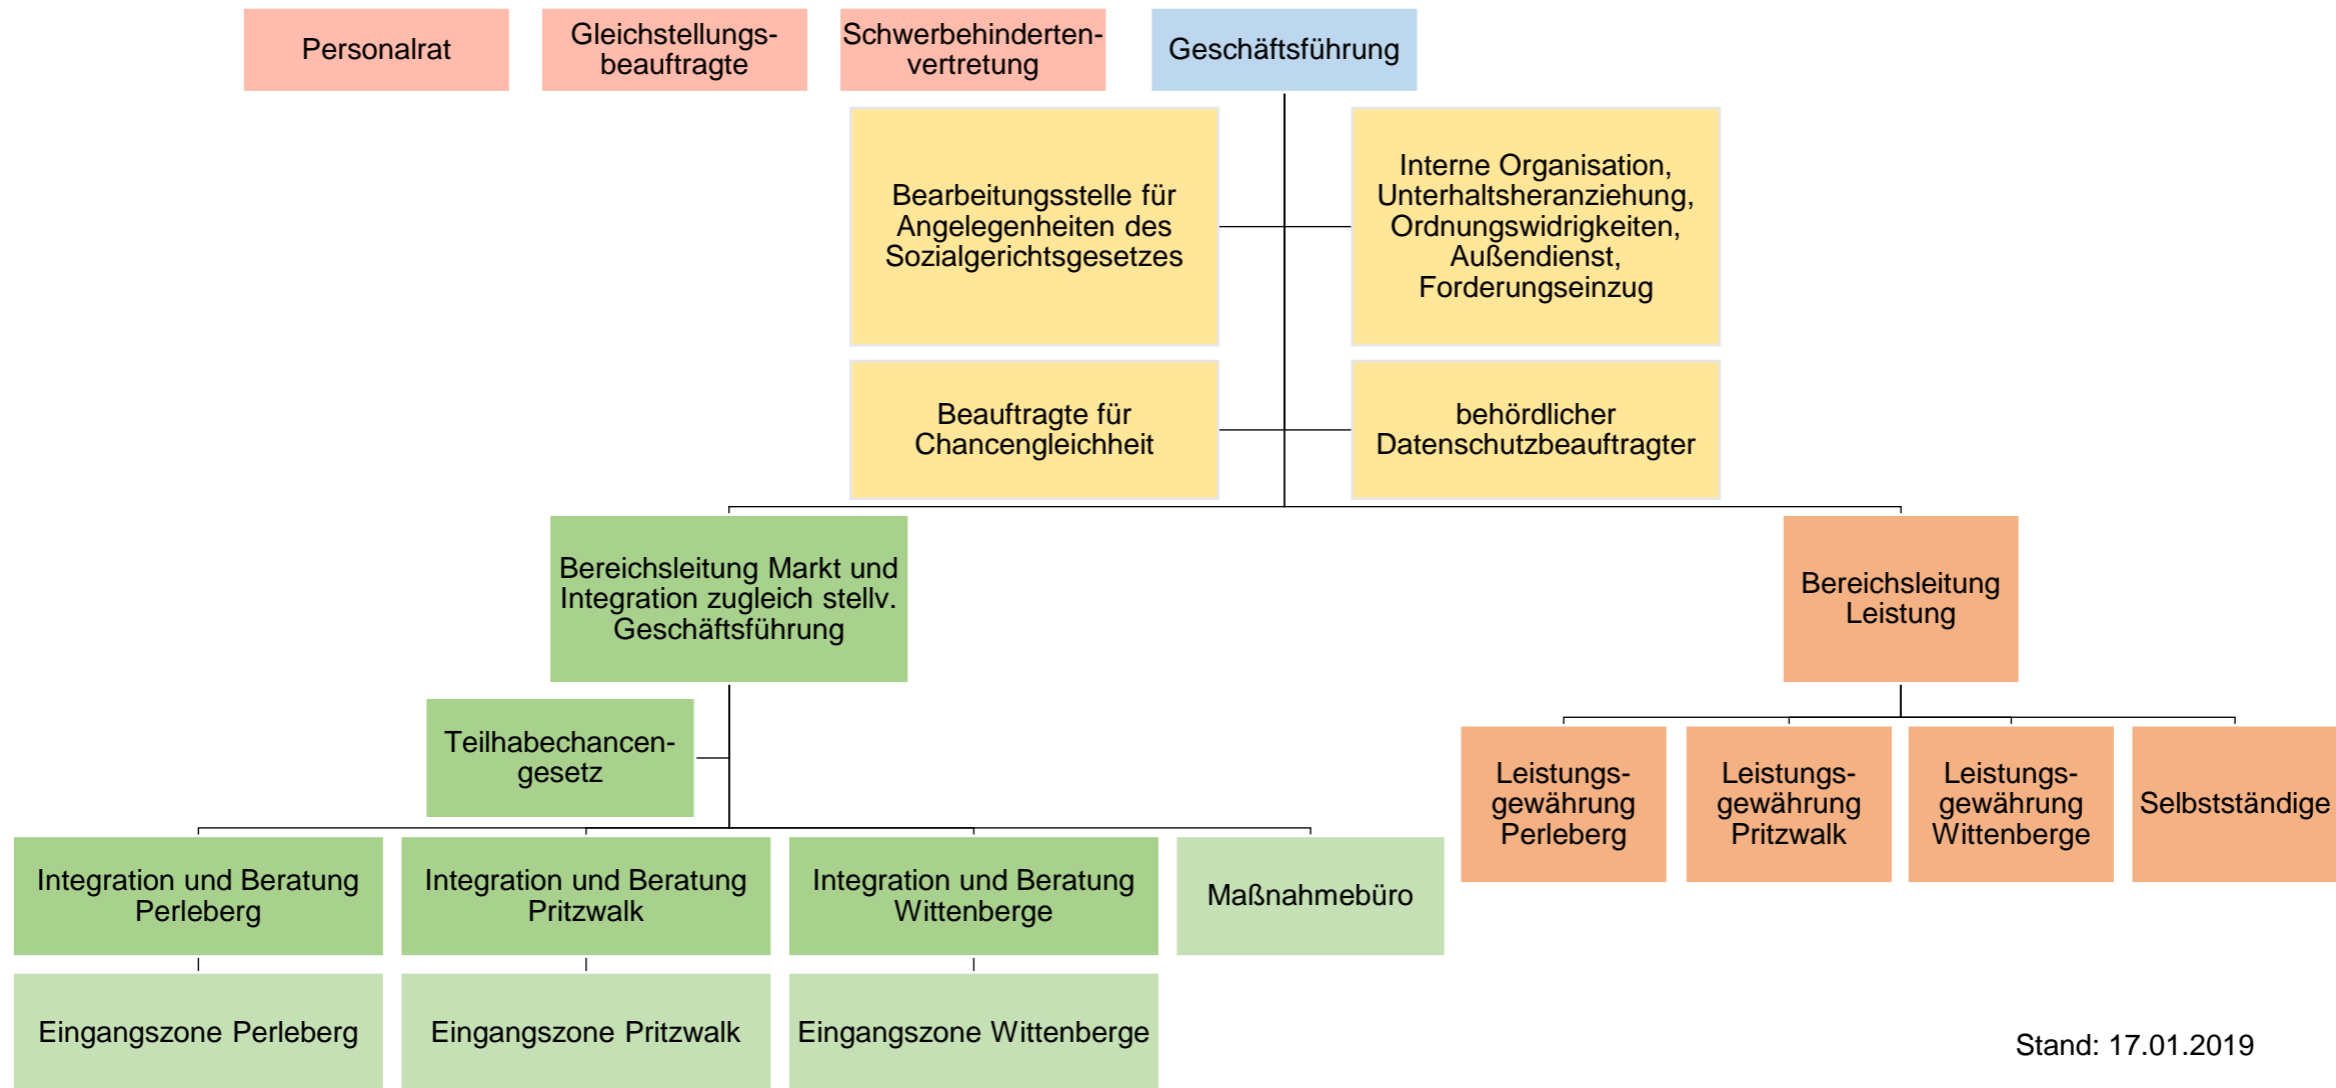 Personalrat
Gleichstellungs-
beauftragte
Schwerbehinderten-
vertretung
Geschäftsführung
Bearbeitungsstelle für
Angelegenheiten des
Sozialgerichtsgesetzes
Interne Organisation,
Unterhaltsheranziehung,
Ordnungswidrigkeiten,
Außendienst,
Forderungseinzug
Beauftragte für
Chancengleichheit
behördlicher
Datenschutzbeauftragter
Bereichsleitung Markt und
Integration zugleich stellv.
Geschäftsführung
Bereichsleitung
Leistung
Teilhabechancen-
gesetz
Leistungs-
gewährung
Perleberg
Leistungs-
gewährung
Pritzwalk
Leistungs-
gewährung
Wittenberge
Selbstständige
Integration und Beratung
Perleberg
Integration und Beratung
Pritzwalk
Integration und Beratung
Wittenberge
Maßnahmebüro
Eingangszone Perleberg
Eingangszone Pritzwalk
Eingangszone Wittenberge
Stand: 17.01.2019